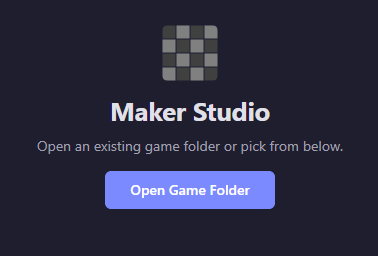 Maker Studio
Open an existing game folder or pick from below.
Open Game Folder